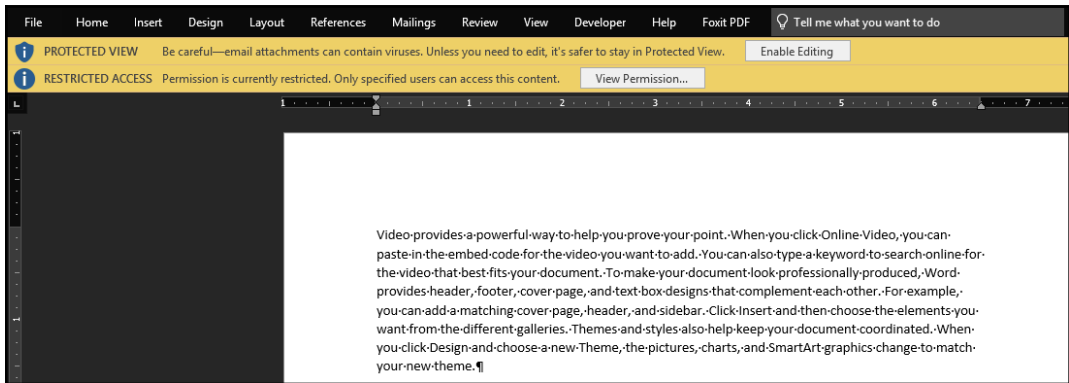 File Home Insert Design Layout References Mailings Review View Developer Help Foxit PDF Tell me what you want to do
PROTECTED VIEW Be careful—email attachments can contain viruses. Unless you need to edit, it's safer to stay in Protected View. Enable Editing
RESTRICTED ACCESS Permission is currently restricted. Only specified users can access this content. View Permission...
L
1 1 2 3 4 5 6 7
1
1
Video·provides·a·powerful·way·to·help·you·prove·your·point.·When·you·click·Online·Video,·you·can·
paste·in·the·embed·code·for·the·video·you·want·to·add.·You·can·also·type·a·keyword·to·search·online·for·
the·video·that·best·fits·your·document.·To·make·your·document·look·professionally·produced,·Word·
provides·header,·footer,·cover·page,·and·text·box·designs·that·complement·each·other.·For·example,·
you·can·add·a·matching·cover·page,·header,·and·sidebar.·Click·Insert·and·then·choose·the·elements·you·
want·from·the·different·galleries.·Themes·and·styles·also·help·keep·your·document·coordinated.·When·
you·click·Design·and·choose·a·new·Theme,·the·pictures,·charts,·and·SmartArt·graphics·change·to·match·
your·new·theme.¶